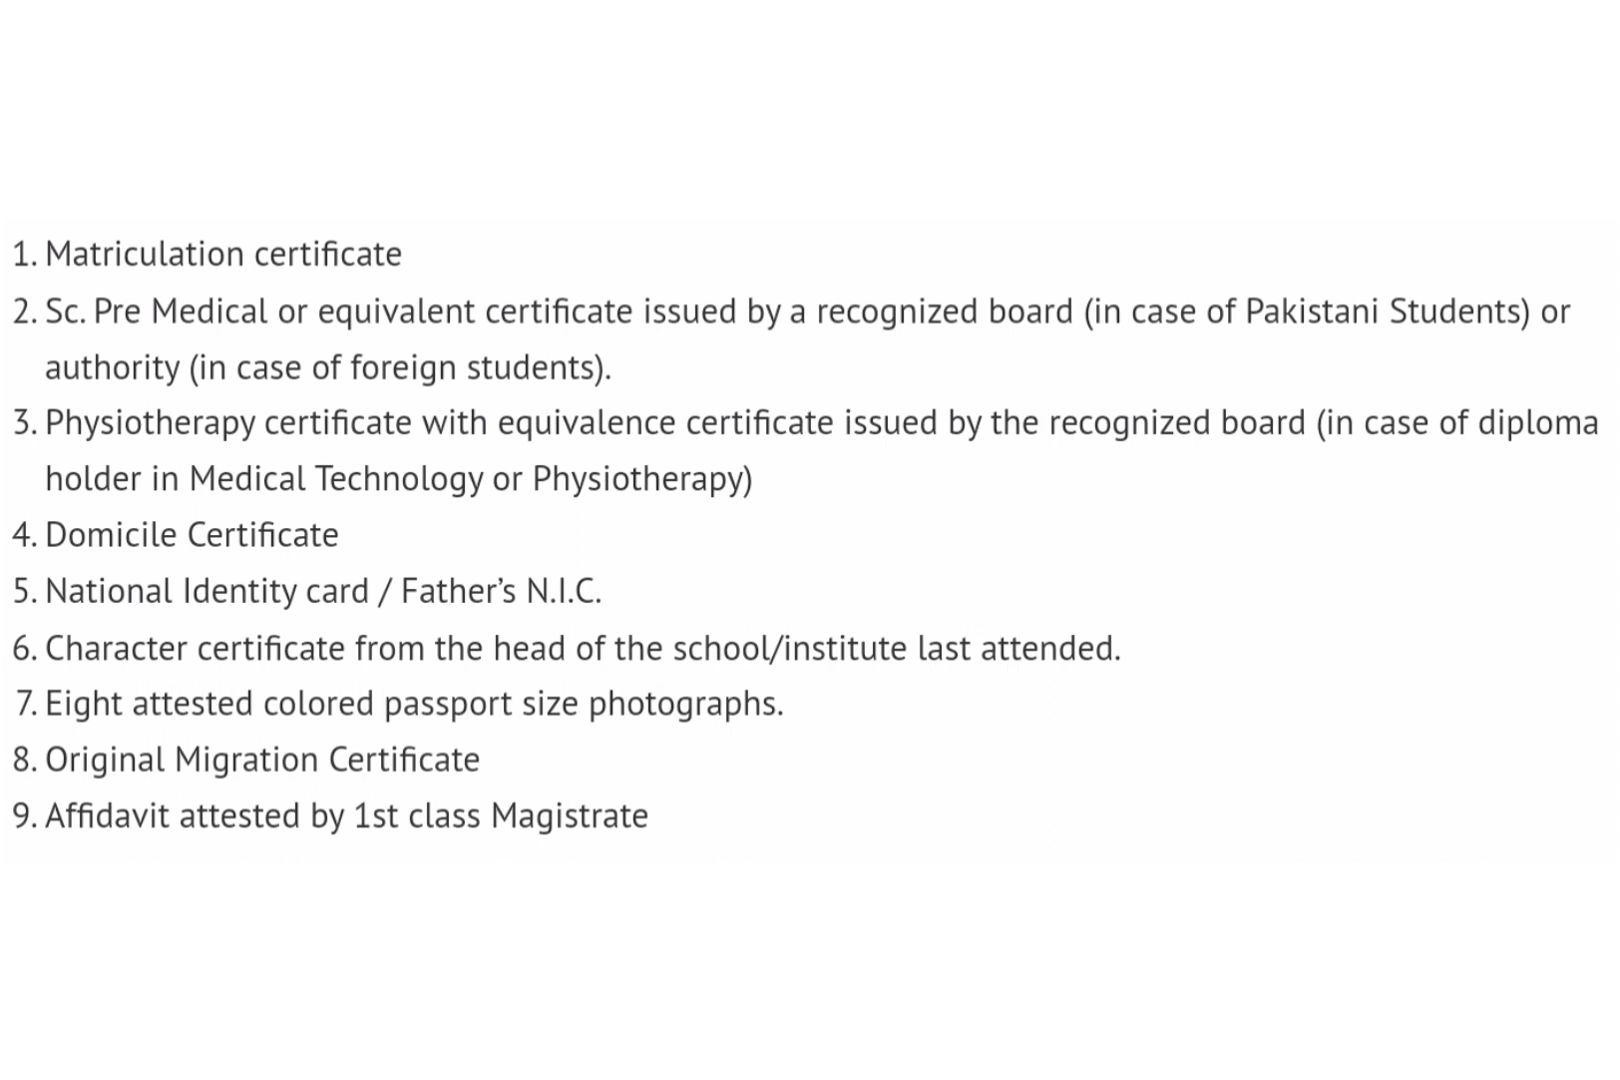 1. Matriculation certificate
2. Sc. Pre Medical or equivalent certificate issued by a recognized board (in case of Pakistani Students) or
authority (in case of foreign students).
3. Physiotherapy certificate with equivalence certificate issued by the recognized board (in case of diploma
holder in Medical Technology or Physiotherapy)
4. Domicile Certificate
5. National Identity card / Father’s N.I.C.
6. Character certificate from the head of the school/institute last attended.
7. Eight attested colored passport size photographs.
8. Original Migration Certificate
9. Affidavit attested by 1st class Magistrate